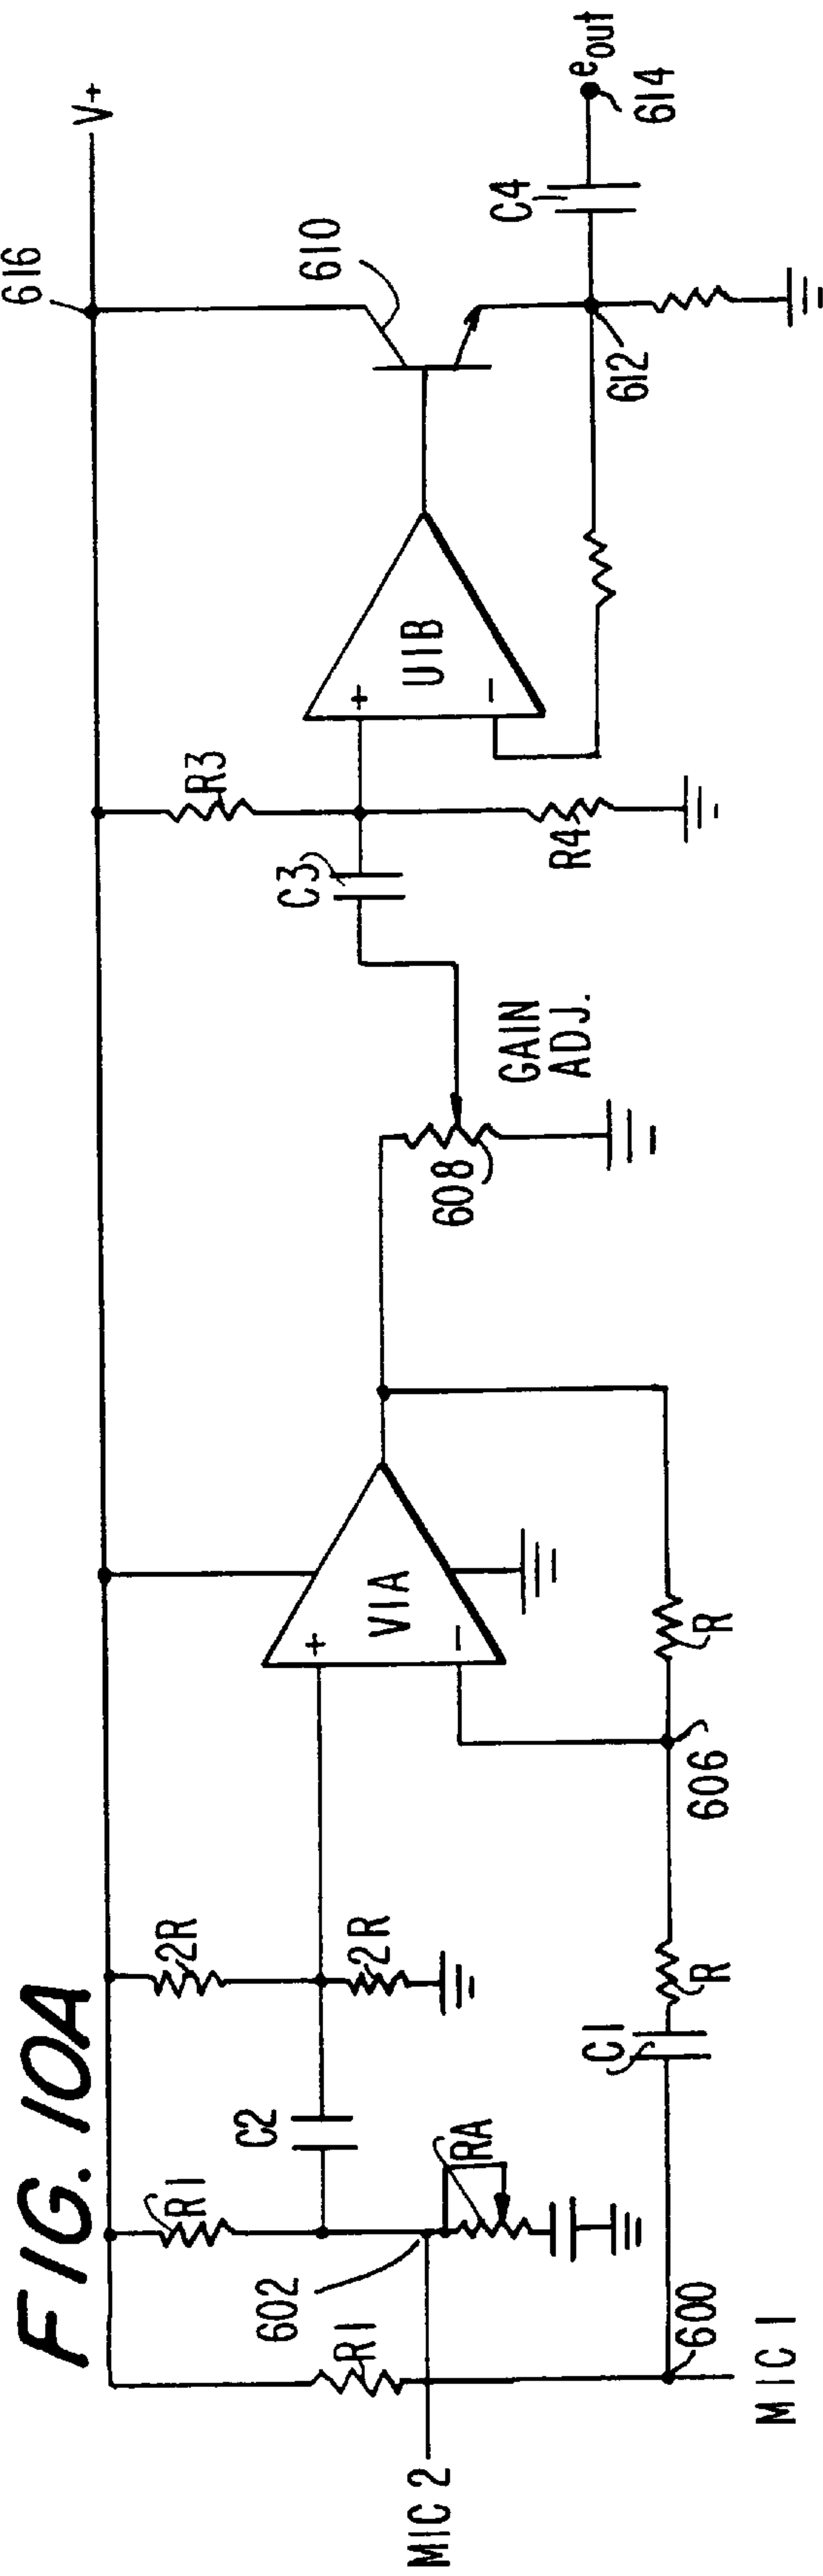 FIG. 10A
616
V+
R1
C2
2R
2R
602
R1
RA
MIC 2
600
MIC 1
C1
R
606
R
+
V1A
-
608
GAIN
ADJ.
C3
R3
R4
+
U1B
-
610
612
C4
eout
614